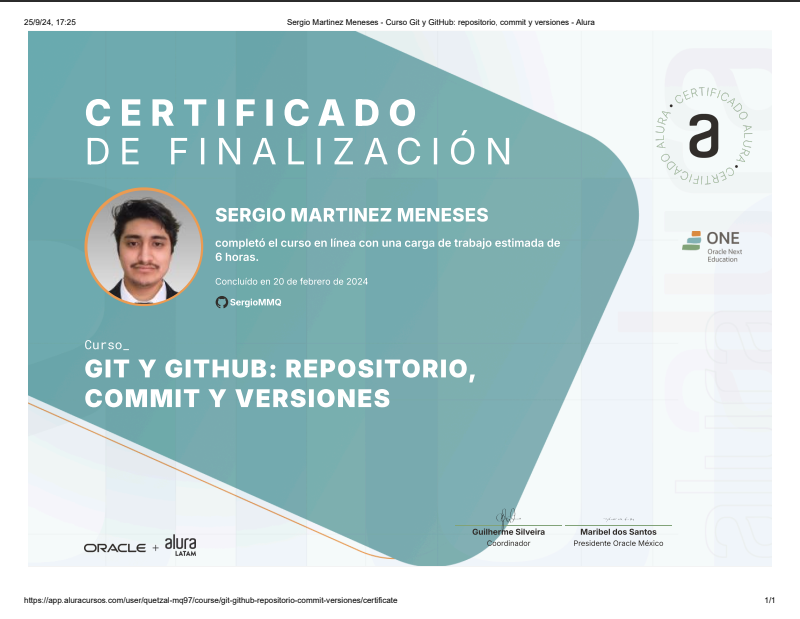 25/9/24, 17:25
Sergio Martinez Meneses - Curso Git y GitHub: repositorio, commit y versiones - Alura
CERTIFICADO
DE FINALIZACIÓN
• CERTIFICADO ALURA • CERTIFICADO ALURA
a
SERGIO MARTINEZ MENESES
completó el curso en línea con una carga de trabajo estimada de
6 horas.
Concluido en 20 de febrero de 2024
SergioMMQ
ONE
Oracle Next
Education
Curso_
GIT Y GITHUB: REPOSITORIO,
COMMIT Y VERSIONES
Guilherme Silveira
Coordinador
Maribel dos Santos
Presidente Oracle México
ORACLE + alura
LATAM
https://app.aluracursos.com/user/quetzal-mq97/course/git-github-repositorio-commit-versiones/certificate
1/1